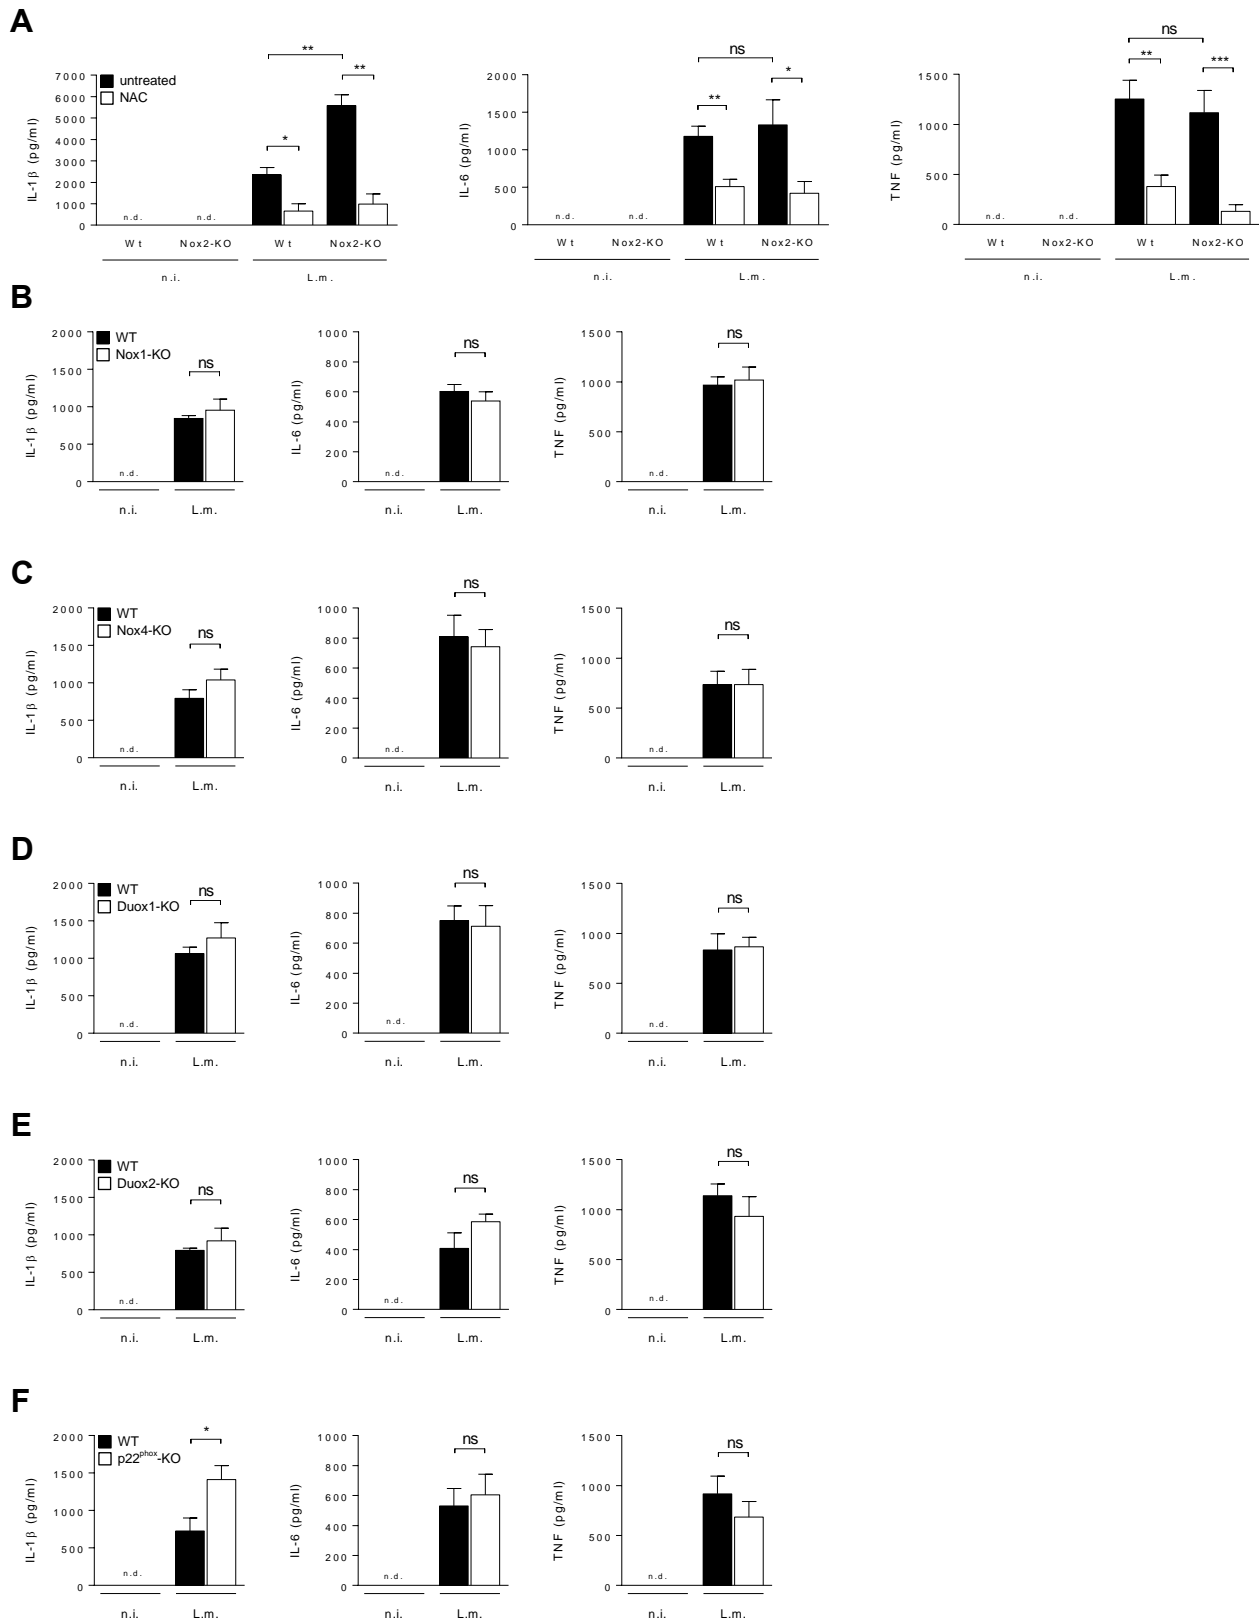 A
IL-1β (pg/ml)
7000
6000
5000
4000
3000
2000
1000
0
untreated
NAC
**
**
*
n.d.
n.d.
Wt
Nox2-KO
Wt
Nox2-KO
n.i.
L.m.
IL-6 (pg/ml)
2000
1500
1000
500
0
ns
**
*
n.d.
n.d.
Wt
Nox2-KO
Wt
Nox2-KO
n.i.
L.m.
TNF (pg/ml)
1500
1000
500
0
ns
**
***
n.d.
n.d.
Wt
Nox2-KO
Wt
Nox2-KO
n.i.
L.m.
B
IL-1β (pg/ml)
2000
1500
1000
500
0
WT
Nox1-KO
ns
n.d.
n.i.
L.m.
IL-6 (pg/ml)
1000
800
600
400
200
0
ns
n.d.
n.i.
L.m.
TNF (pg/ml)
1500
1000
500
0
ns
n.d.
n.i.
L.m.
C
IL-1β (pg/ml)
2000
1500
1000
500
0
WT
Nox4-KO
ns
n.d.
n.i.
L.m.
IL-6 (pg/ml)
1000
800
600
400
200
0
ns
n.d.
n.i.
L.m.
TNF (pg/ml)
1500
1000
500
0
ns
n.d.
n.i.
L.m.
D
IL-1β (pg/ml)
2000
1500
1000
500
0
WT
Duox1-KO
ns
n.d.
n.i.
L.m.
IL-6 (pg/ml)
1000
800
600
400
200
0
ns
n.d.
n.i.
L.m.
TNF (pg/ml)
1500
1000
500
0
ns
n.d.
n.i.
L.m.
E
IL-1β (pg/ml)
2000
1500
1000
500
0
WT
Duox2-KO
ns
n.d.
n.i.
L.m.
IL-6 (pg/ml)
1000
800
600
400
200
0
ns
n.d.
n.i.
L.m.
TNF (pg/ml)
1500
1000
500
0
ns
n.d.
n.i.
L.m.
F
IL-1β (pg/ml)
2000
1500
1000
500
0
WT
p22phox-KO
*
n.d.
n.i.
L.m.
IL-6 (pg/ml)
1000
800
600
400
200
0
ns
n.d.
n.i.
L.m.
TNF (pg/ml)
1500
1000
500
0
ns
n.d.
n.i.
L.m.